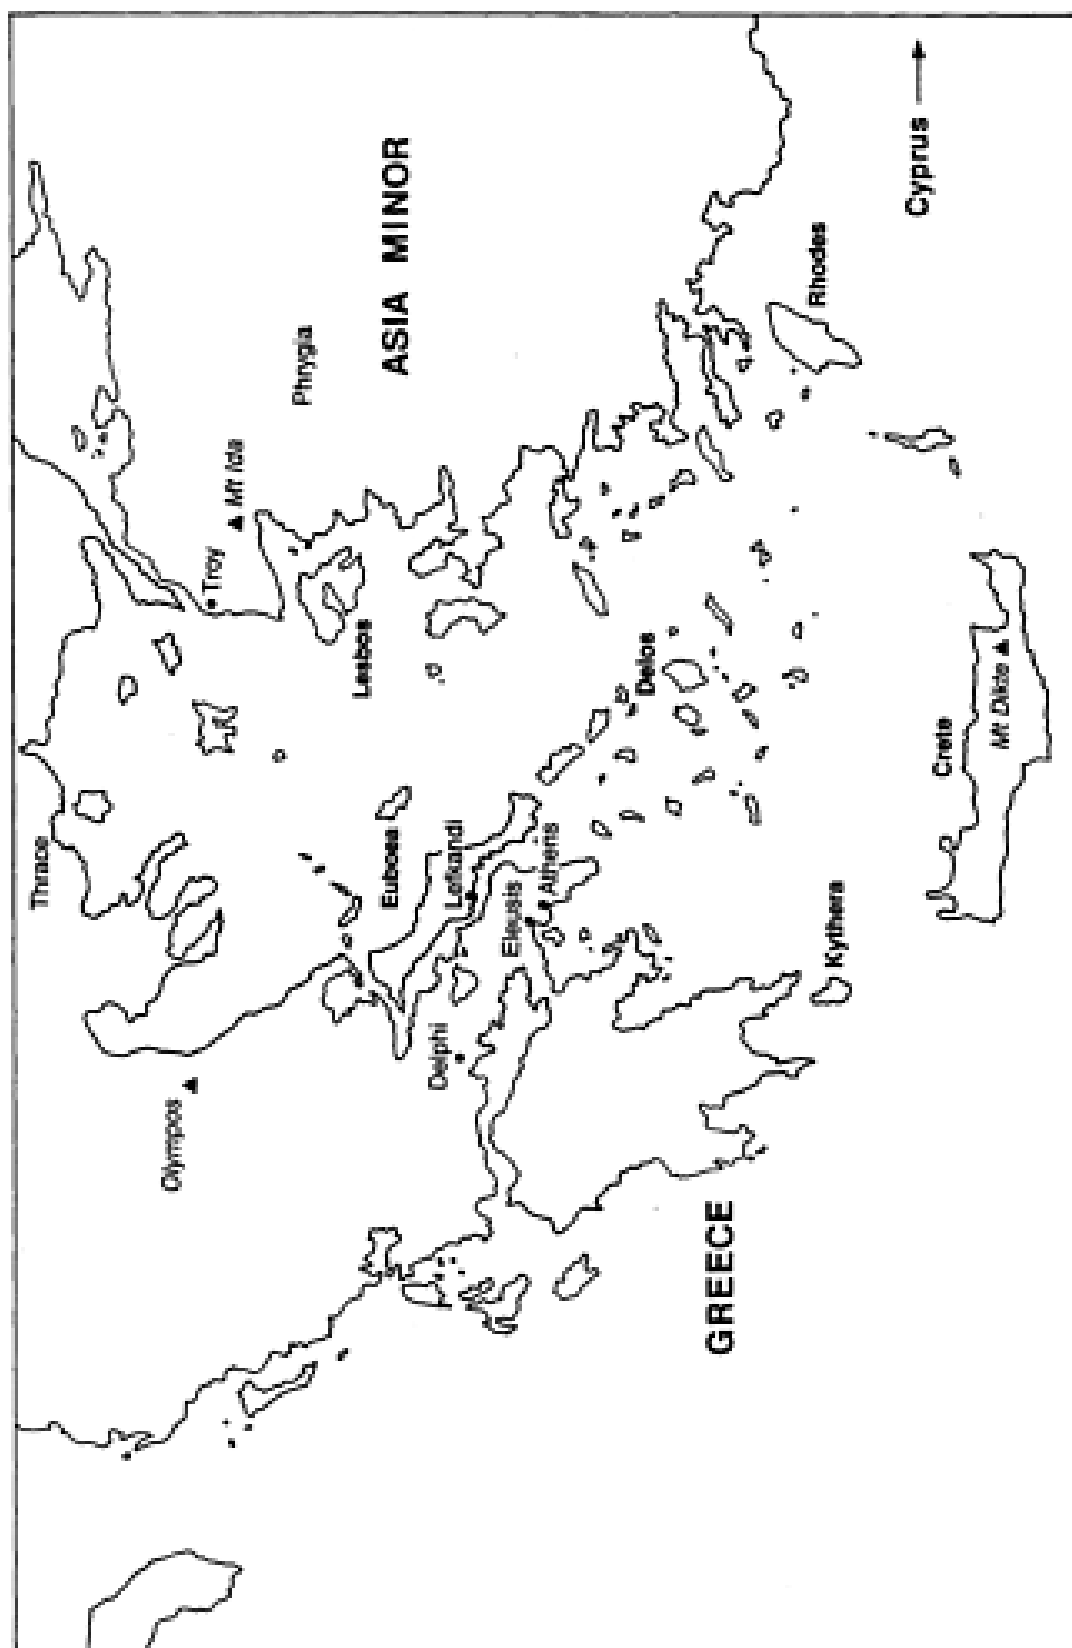 Thrace
Olympos
Troy
Mt Ida
Phrygia
Lesbos
ASIA MINOR
Euboea
Lefkandi
Delphi
Eleusis
Athens
Delos
GREECE
Rhodes
Kythera
Cyprus
Crete
Mt Dikte